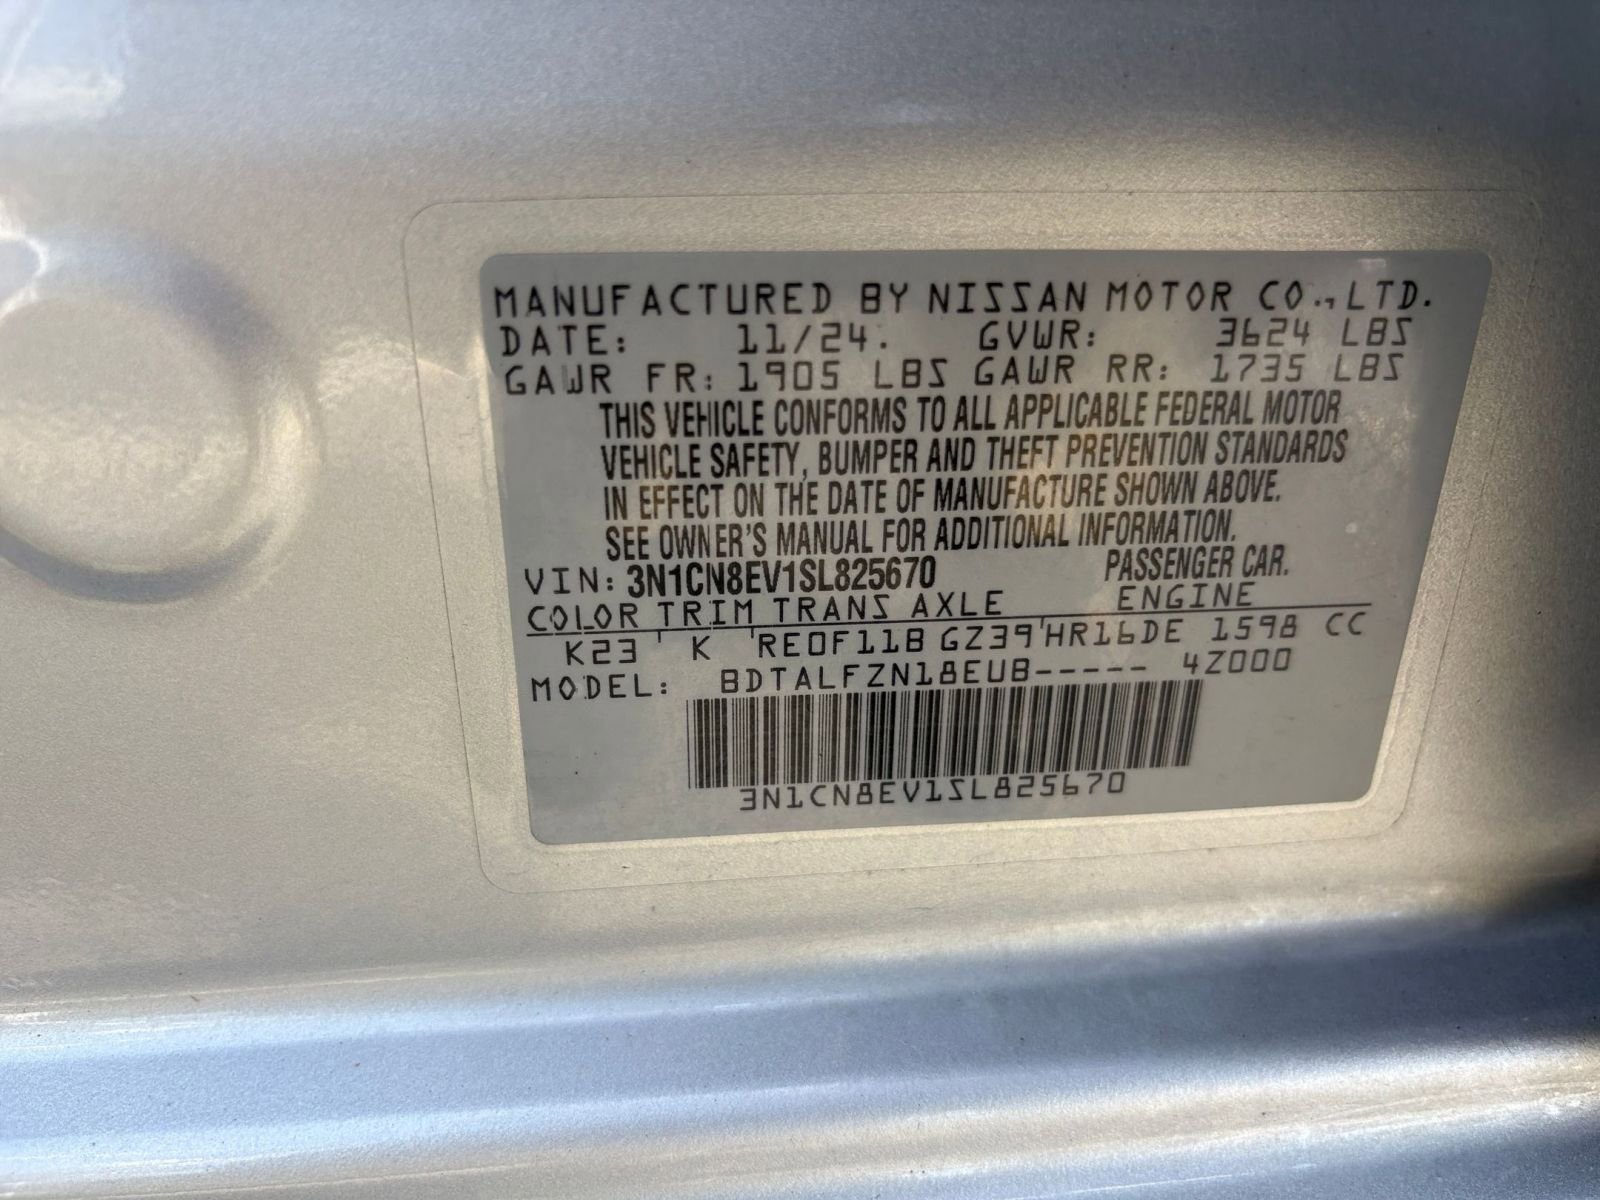 MANUFACTURED BY NISSAN MOTOR CO., LTD.
DATE: 11/24. GVWR: 3624 LBS
GAWR FR: 1905 LBS GAWR RR: 1735 LBS
THIS VEHICLE CONFORMS TO ALL APPLICABLE FEDERAL MOTOR
VEHICLE SAFETY, BUMPER AND THEFT PREVENTION STANDARDS
IN EFFECT ON THE DATE OF MANUFACTURE SHOWN ABOVE.
SEE OWNER'S MANUAL FOR ADDITIONAL INFORMATION.
VIN: 3N1CN8EV1SL825670 PASSENGER CAR.
COLOR TRIM TRANS AXLE ENGINE
K23 K RE0F11B GZ39 HR16DE 1598 CC
MODEL: BDTALFZN18EUB----- 4Z000
3N1CN8EV1SL825670